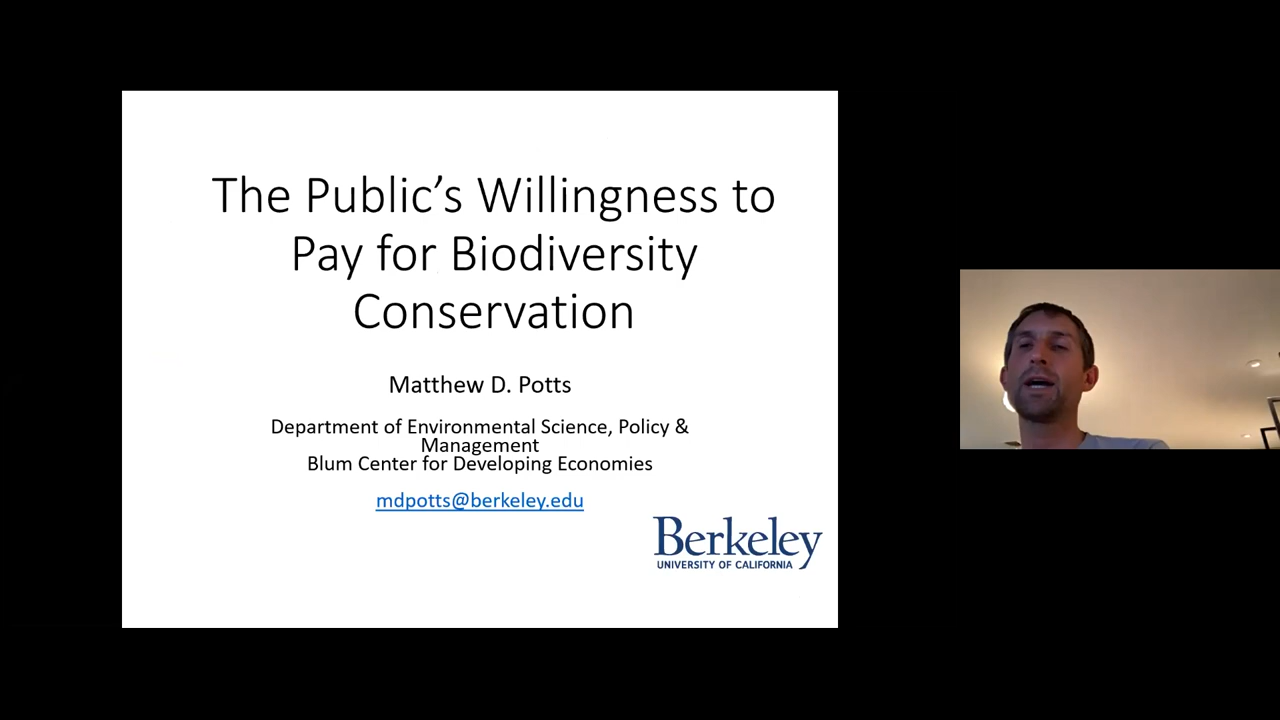 The Public’s Willingness to
Pay for Biodiversity
Conservation
Matthew D. Potts
Department of Environmental Science, Policy &
Management
Blum Center for Developing Economies
mdpotts@berkeley.edu
Berkeley
UNIVERSITY OF CALIFORNIA